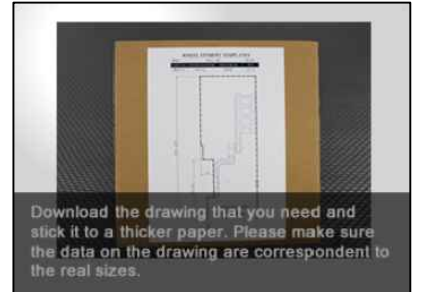 Download the drawing that you need and
stick it to a thicker paper. Please make sure
the data on the drawing are correspondent to
the real sizes.